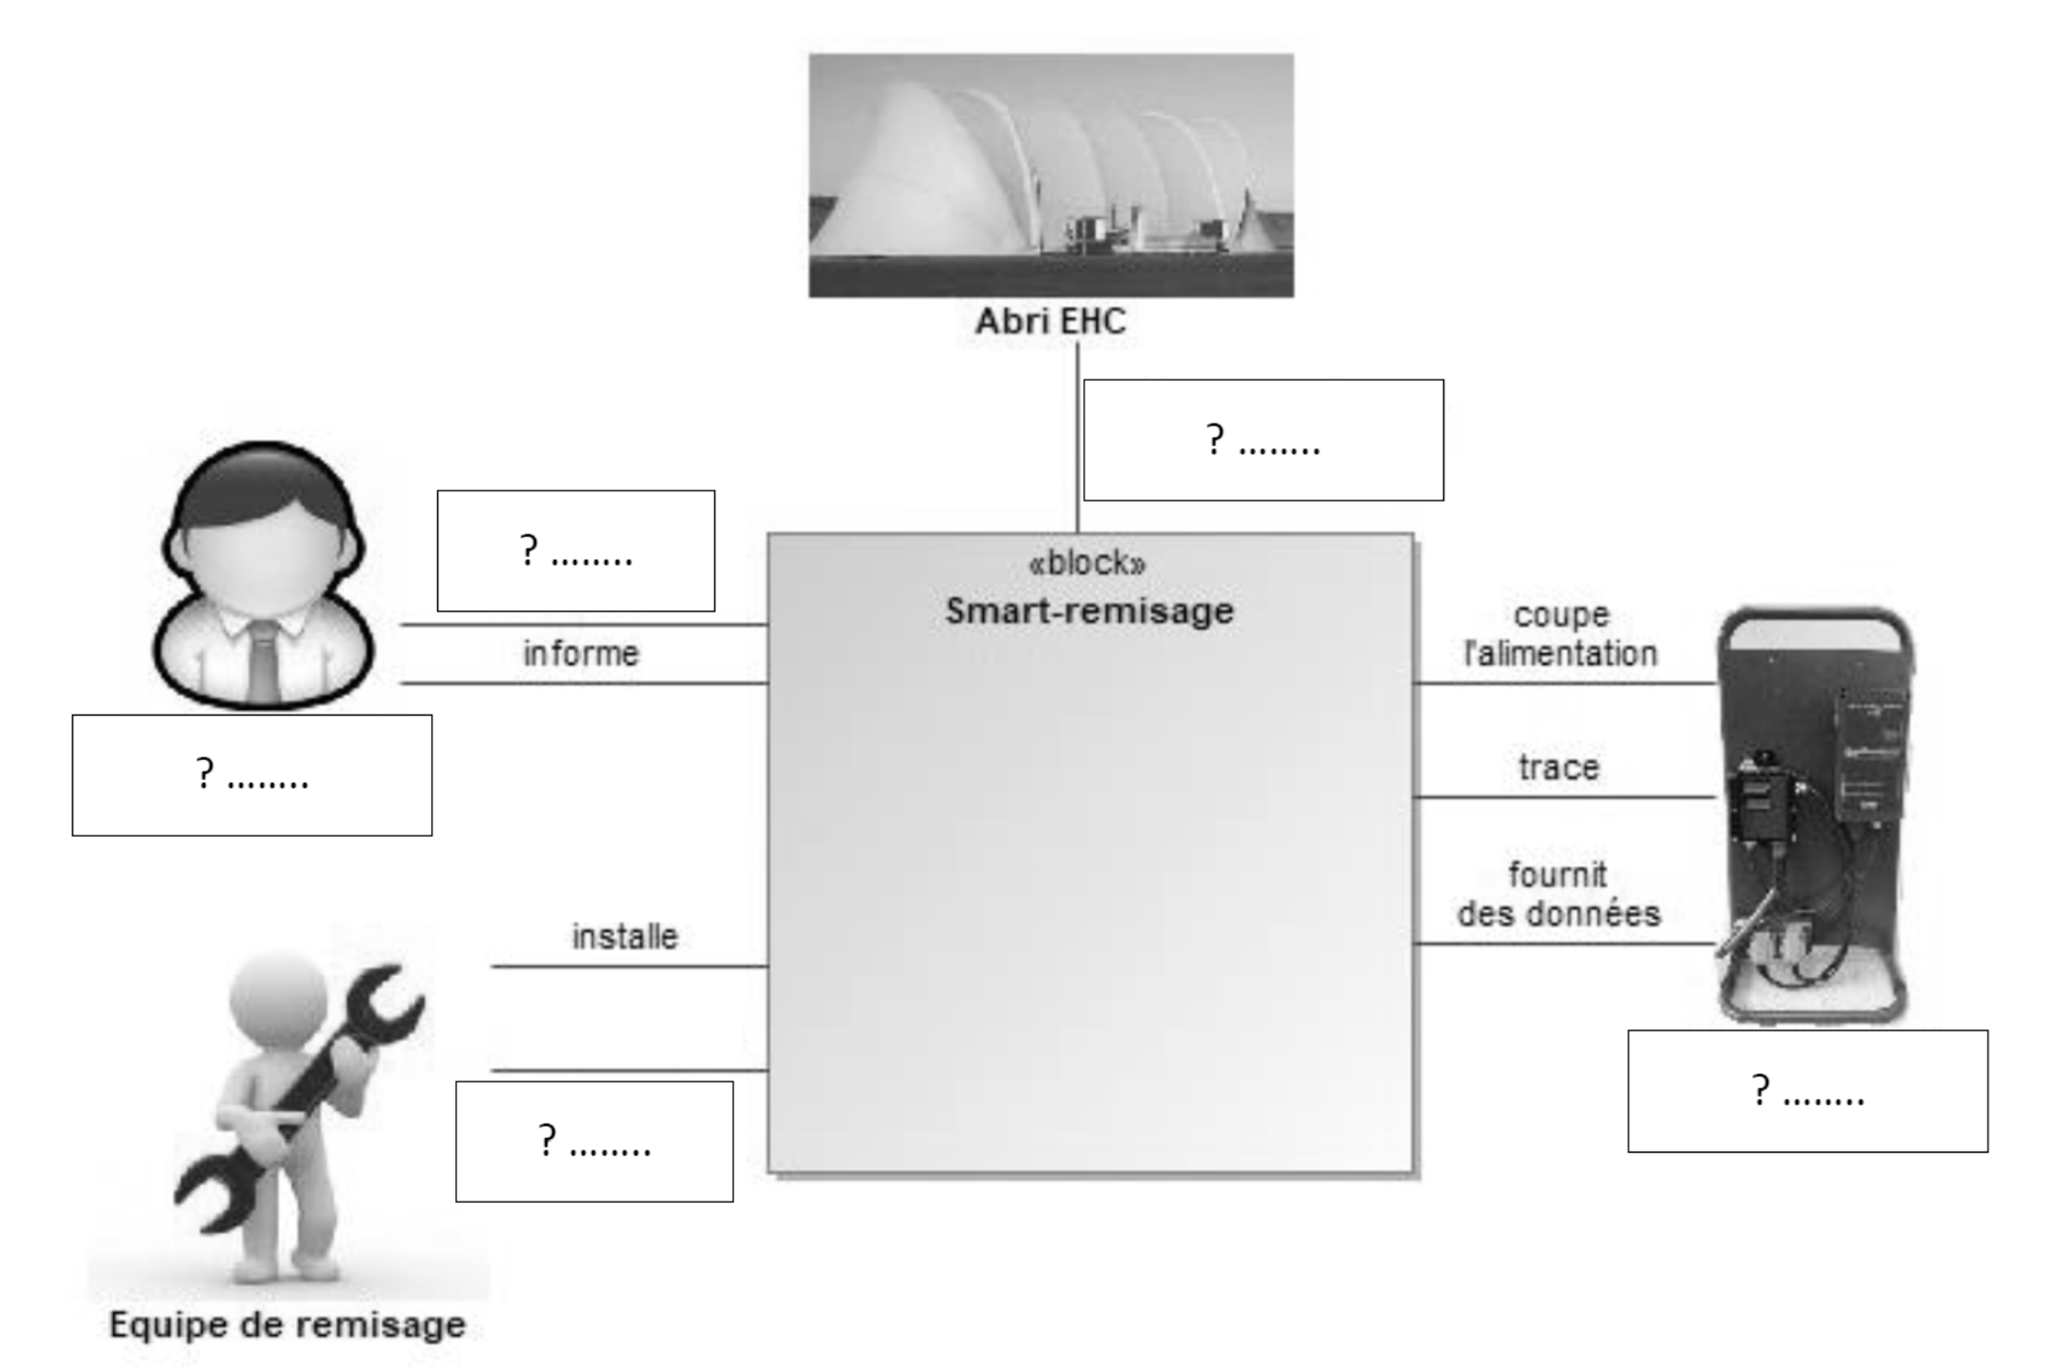 Abri EHC
? ........
? ........
informe
? ........
«block»
Smart-remisage
coupe
l'alimentation
trace
fournit
des données
? ........
installe
? ........
Equipe de remisage